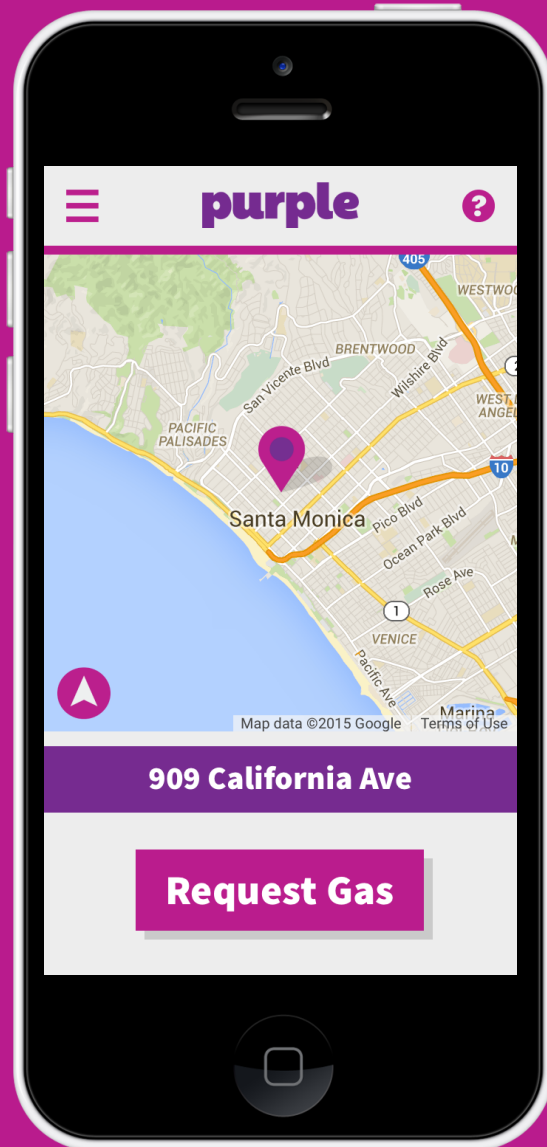 purple
?
405
WESTWOO
BRENTWOOD
San Vicente Blvd
Wilshire Blvd
WEST
ANGEL
PACIFIC
PALISADES
10
Santa Monica
Pico Blvd
Ocean Park Blvd
Rose Ave
1
VENICE
Pacific Ave
Marina
Map data ©2015 Google
Terms of Use
909 California Ave
Request Gas